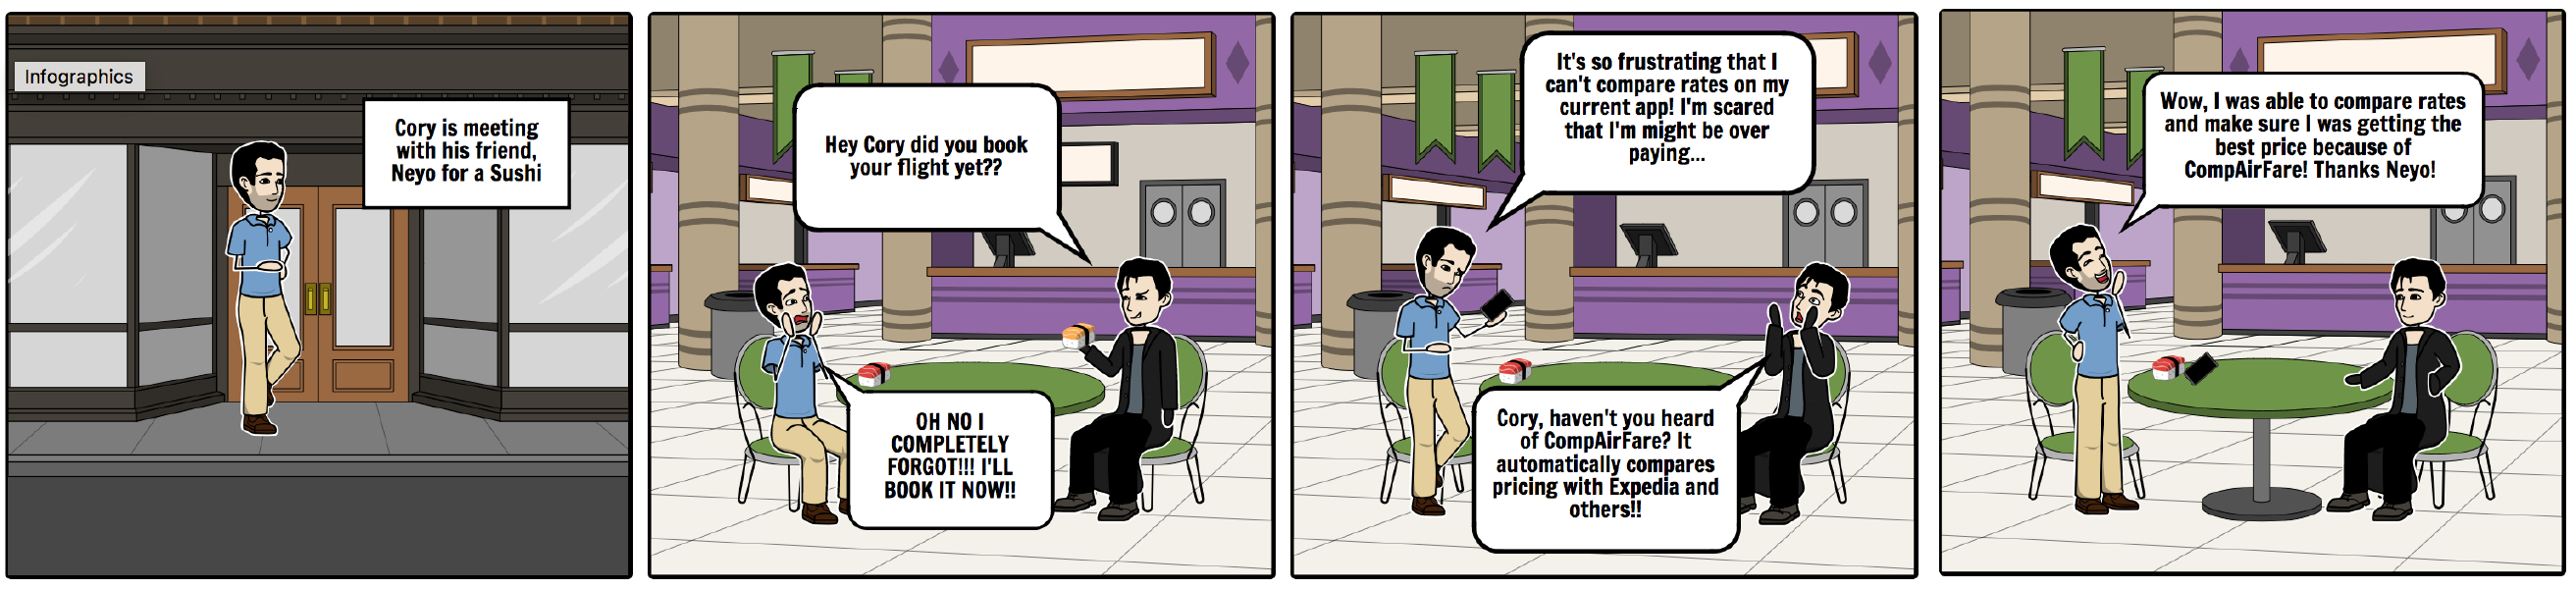 Infographics
Cory is meeting
with his friend,
Neyo for a Sushi
Hey Cory did you book
your flight yet??
OH NO I
COMPLETELY
FORGOT!!! I'LL
BOOK IT NOW!!
It's so frustrating that I
can't compare rates on my
current app! I'm scared
that I'm might be over
paying...
Cory, haven't you heard
of CompAirFare? It
automatically compares
pricing with Expedia and
others!!
Wow, I was able to compare rates
and make sure I was getting the
best price because of
CompAirFare! Thanks Neyo!